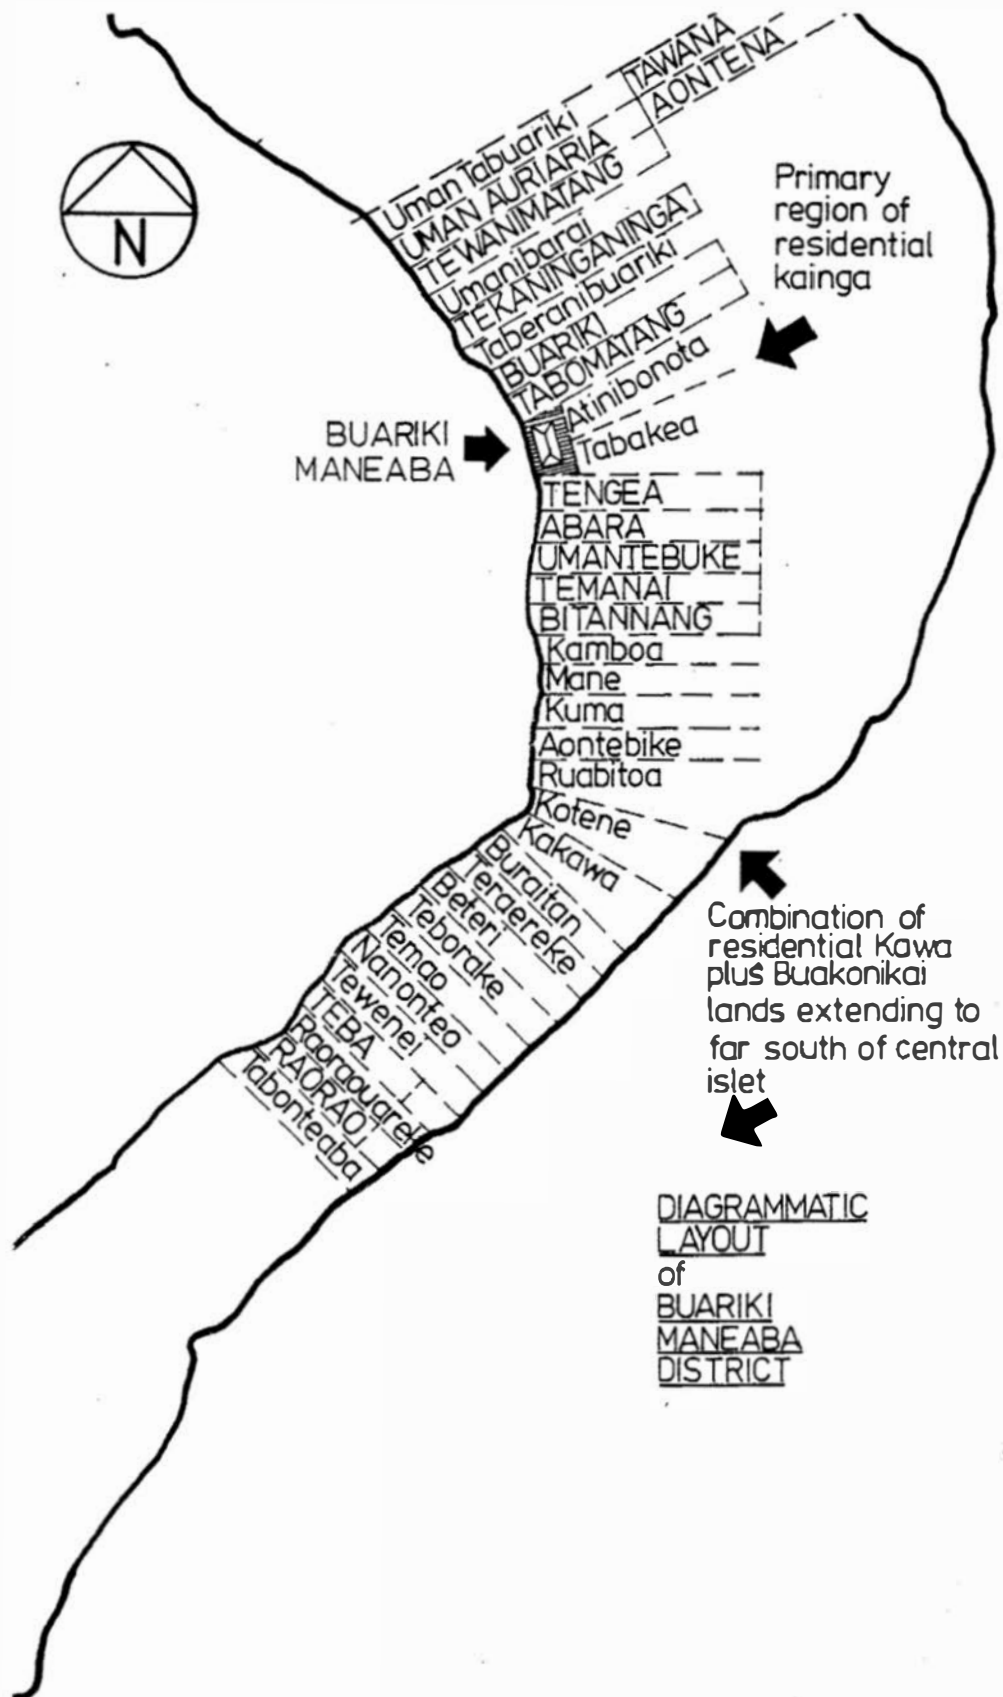 TAWANA
AONTENA
Uman Tabuariki
UMAN AURIARIA
TEWANIMATANG
Umanibarai
TEKANINGANINGA
Taberanibuariki
BUARIKI
TABOMATANG
Atinibonota
Tabakea
N
Primary
region of
residential
kainga
BUARIKI
MANEABA
TENGEA
ABARA
UMANTEBUKE
TEMANAI
BITANNANG
Kamboa
Mane
Kuma
Aontebike
Ruabitoa
Kotene
Kakawa
Buraitan
Teraereke
Beteri
Teborake
Temao
Nanonteo
Tewenei
TEBA
Raoraouareke
RAORAO
Tabonteaba
Combination of
residential Kawa
plus Buakonikai
lands extending to
far south of central
islet
DIAGRAMMATIC
LAYOUT
of
BUARIKI
MANEABA
DISTRICT